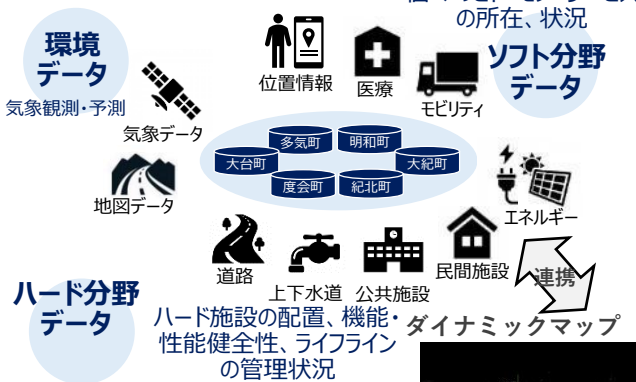 の所在、状況
環境
データ
気象観測・予測
位置情報
医療
モビリティ
ソフト分野
データ
気象データ
多気町
明和町
大台町
大紀町
度会町
紀北町
地図データ
エネルギー
道路
上下水道
公共施設
民間施設
連携
ハード分野
データ
ハード施設の配置、機能・
性能健全性、ライフライン
の管理状況
ダイナミックマップ